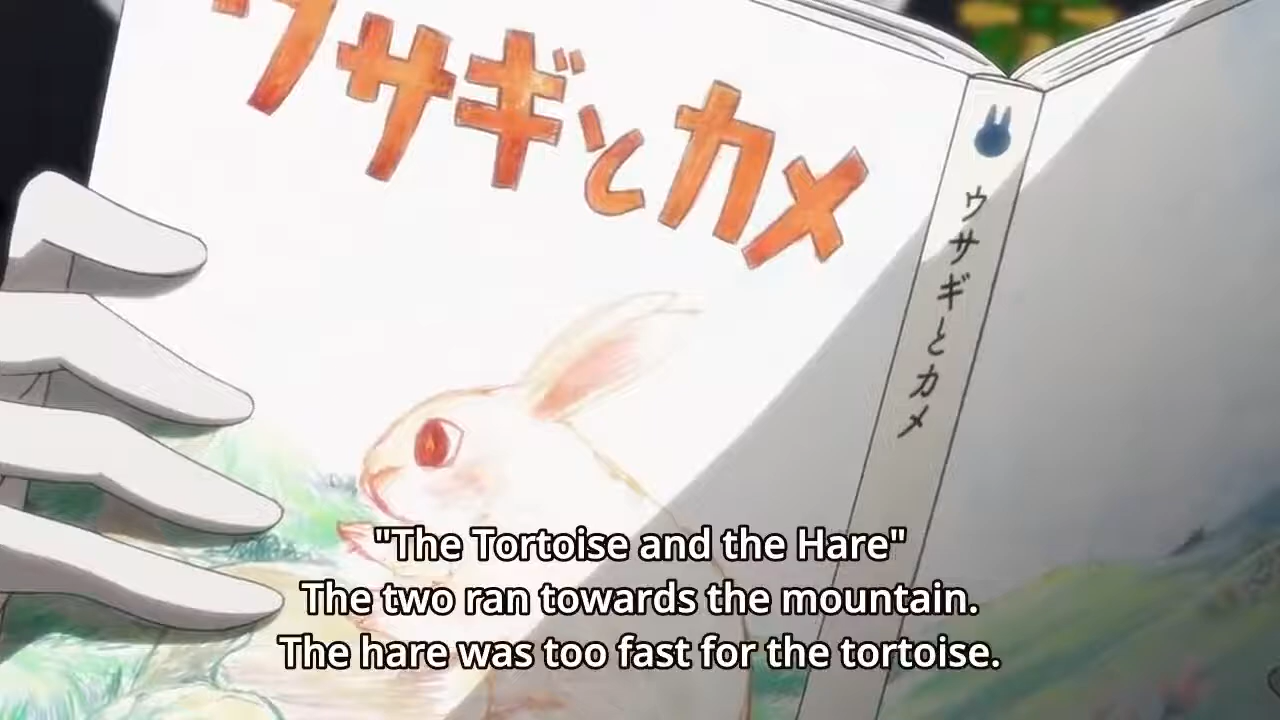 ウサギとカメ
ウサギとカメ
"The Tortoise and the Hare"
The two ran towards the mountain.
The hare was too fast for the tortoise.